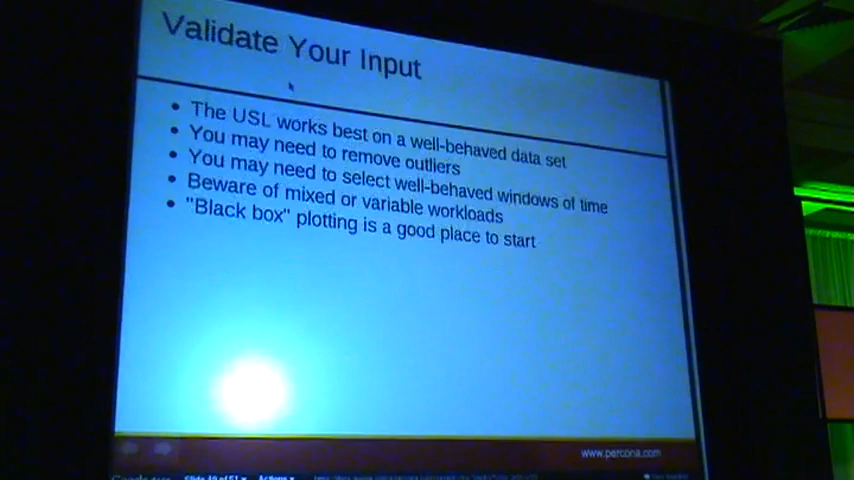 Validate Your Input
• The USL works best on a well-behaved data set
• You may need to remove outliers
• You may need to select well-behaved windows of time
• Beware of mixed or variable workloads
• "Black box" plotting is a good place to start
www.percona.com
Actions